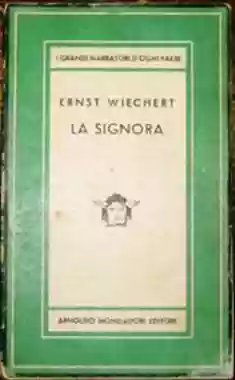 I GRANDI NARRATORI D'OGNI PAESE
ERNST WIECHERT
LA SIGNORA
ARNOLDO MONDADORI EDITORE